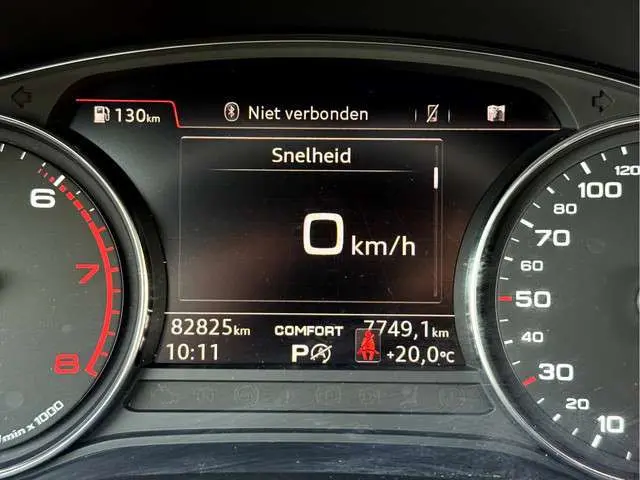 130km
Niet verbonden
Snelheid
0 km/h
82825km COMFORT 7749,1km
10:11 P +20,0°C
6
7
8
/min x 1000
120
100
80
70
60
50
40
30
20
10